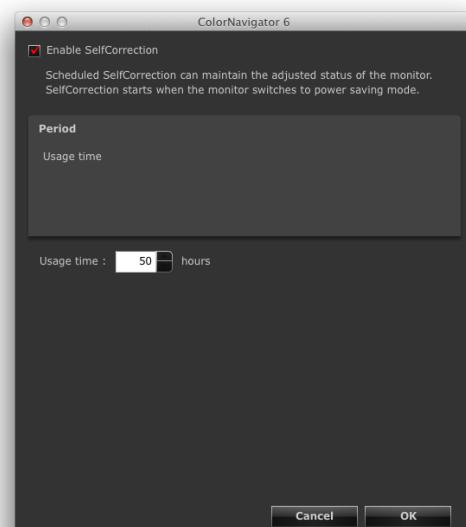 ColorNavigator 6
Enable SelfCorrection
Scheduled SelfCorrection can maintain the adjusted status of the monitor.
SelfCorrection starts when the monitor switches to power saving mode.
Period
Usage time
Usage time : 50 hours
Cancel OK